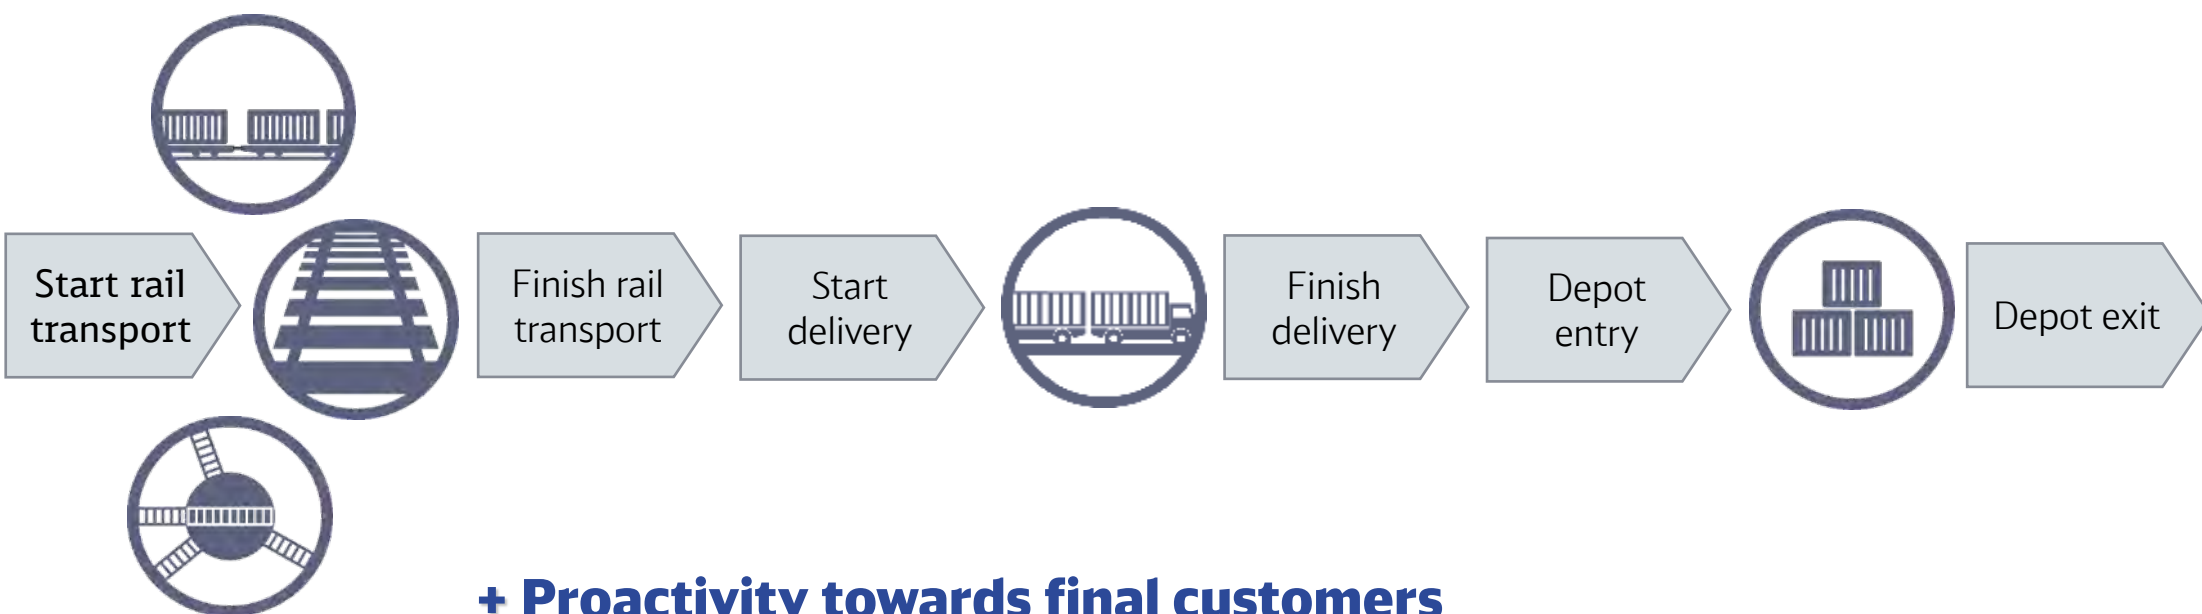 Start rail
transport
Finish rail
transport
Start
delivery
Finish
delivery
Depot
entry
Depot exit
+ Proactivity towards final customers